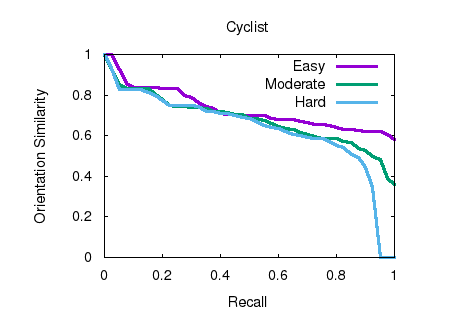 Cyclist
Orientation Similarity
1
0.8
0.6
0.4
0.2
0
Easy
Moderate
Hard
0 0.2 0.4 0.6 0.8 1
Recall